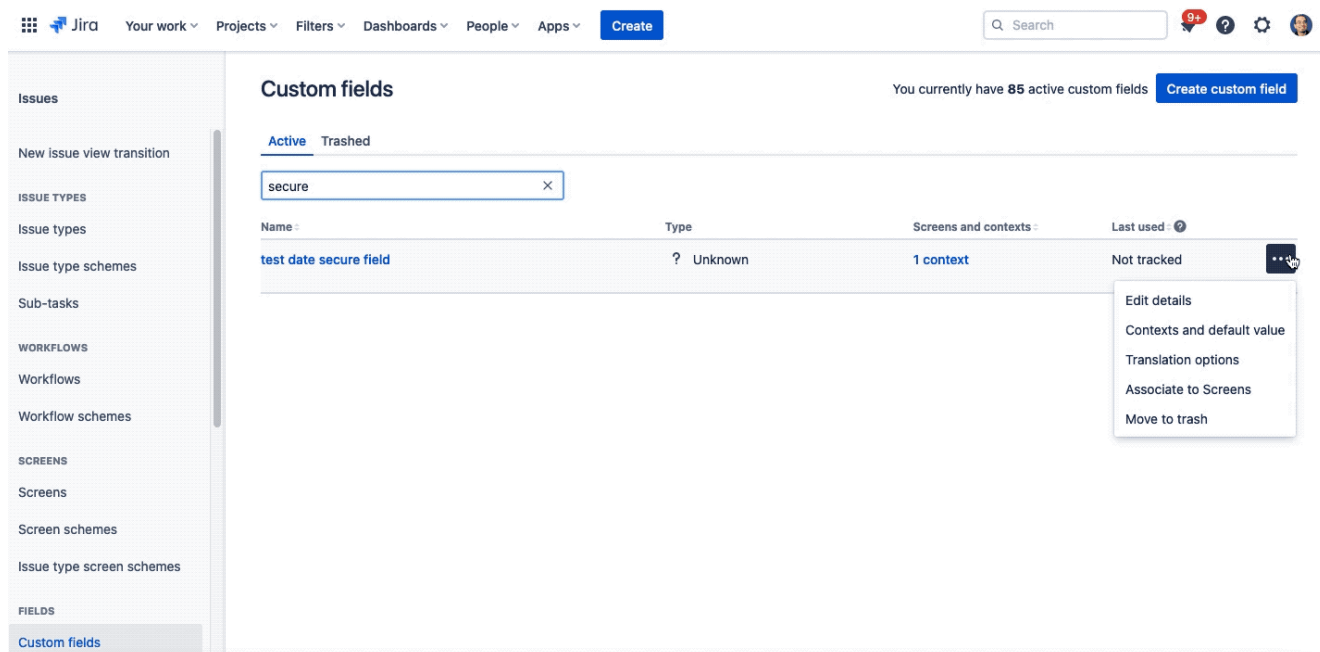 Jira Your work Projects Filters Dashboards People Apps Create Search 9+
Issues
New issue view transition
ISSUE TYPES
Issue types
Issue type schemes
Sub-tasks
WORKFLOWS
Workflows
Workflow schemes
SCREENS
Screens
Screen schemes
Issue type screen schemes
FIELDS
Custom fields
Custom fields
You currently have 85 active custom fields Create custom field
Active Trashed
secure
Name Type Screens and contexts Last used
test date secure field ? Unknown 1 context Not tracked
Edit details
Contexts and default value
Translation options
Associate to Screens
Move to trash